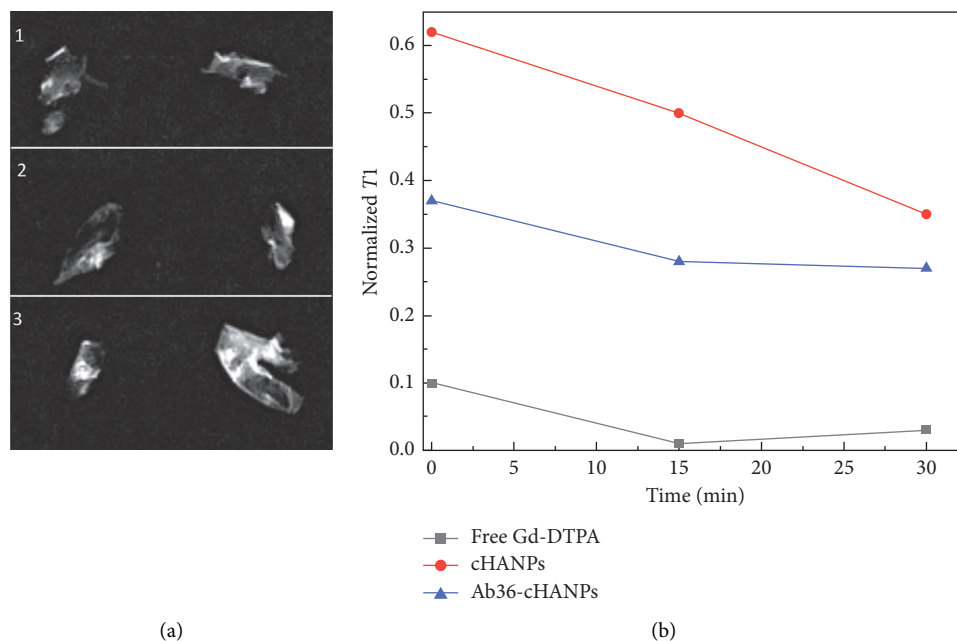 1
2
3
0.6
0.5
0.4
0.3
0.2
0.1
0.0
Normalized T1
0 5 10 15 20 25 30
Time (min)
Free Gd-DTPA
cHANPs
Ab36-cHANPs
(a) (b)